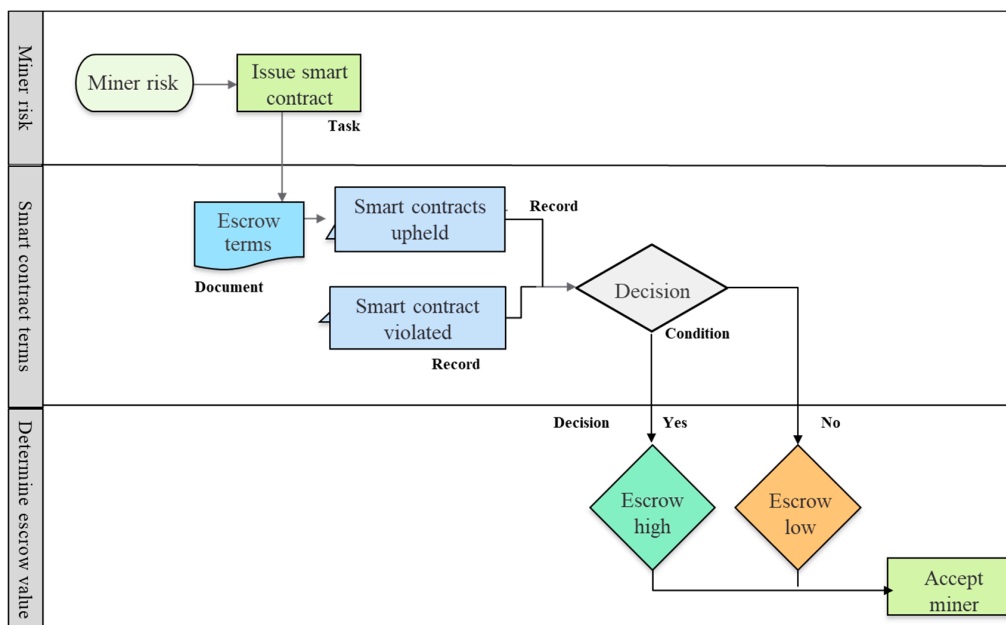 Miner risk
Miner risk
Issue smart
contract
Task
Smart contract terms
Escrow
terms
Document
Smart contracts
upheld
Record
Smart contract
violated
Record
Decision
Condition
Determine escrow value
Decision
Yes
No
Escrow
high
Escrow
low
Accept
miner